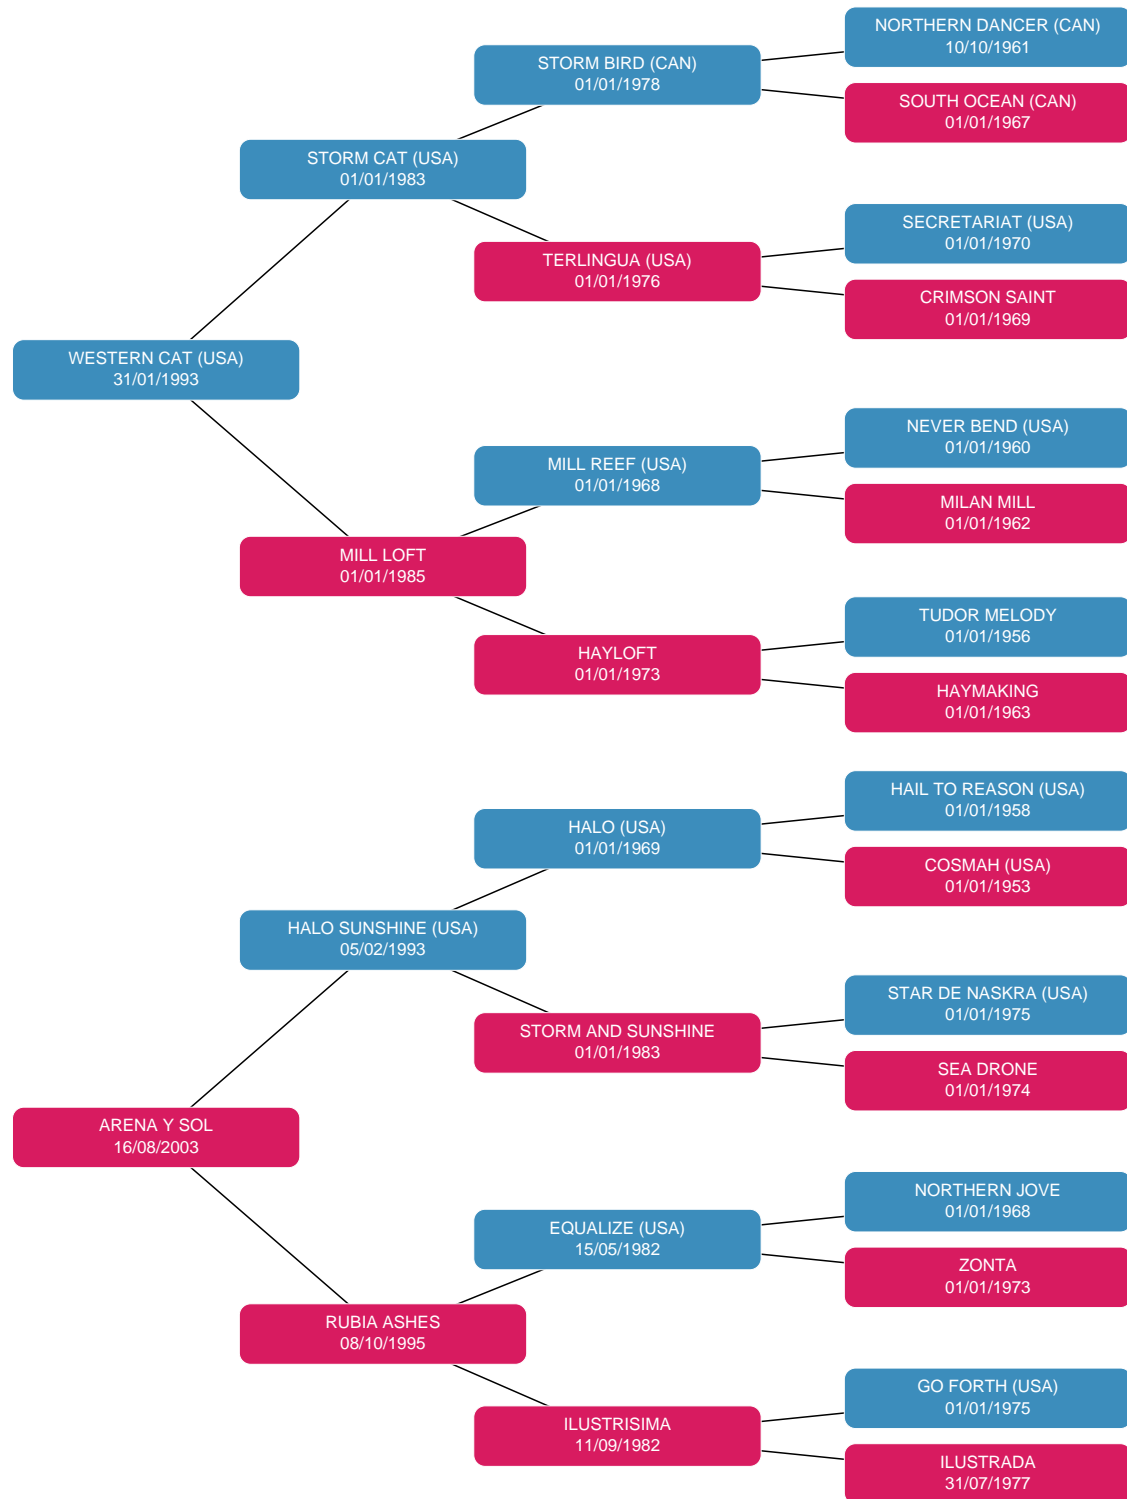 NORTHERN DANCER (CAN)
10/10/1961
STORM BIRD (CAN)
01/01/1978
SOUTH OCEAN (CAN)
01/01/1967
STORM CAT (USA)
01/01/1983
SECRETARIAT (USA)
01/01/1970
TERLINGUA (USA)
01/01/1976
CRIMSON SAINT
01/01/1969
WESTERN CAT (USA)
31/01/1993
NEVER BEND (USA)
01/01/1960
MILL REEF (USA)
01/01/1968
MILAN MILL
01/01/1962
MILL LOFT
01/01/1985
TUDOR MELODY
01/01/1956
HAYLOFT
01/01/1973
HAYMAKING
01/01/1963
HAIL TO REASON (USA)
01/01/1958
HALO (USA)
01/01/1969
COSMAH (USA)
01/01/1953
HALO SUNSHINE (USA)
05/02/1993
STAR DE NASKRA (USA)
01/01/1975
STORM AND SUNSHINE
01/01/1983
SEA DRONE
01/01/1974
ARENA Y SOL
16/08/2003
NORTHERN JOVE
01/01/1968
EQUALIZE (USA)
15/05/1982
ZONTA
01/01/1973
RUBIA ASHES
08/10/1995
GO FORTH (USA)
01/01/1975
ILUSTRISIMA
11/09/1982
ILUSTRADA
31/07/1977